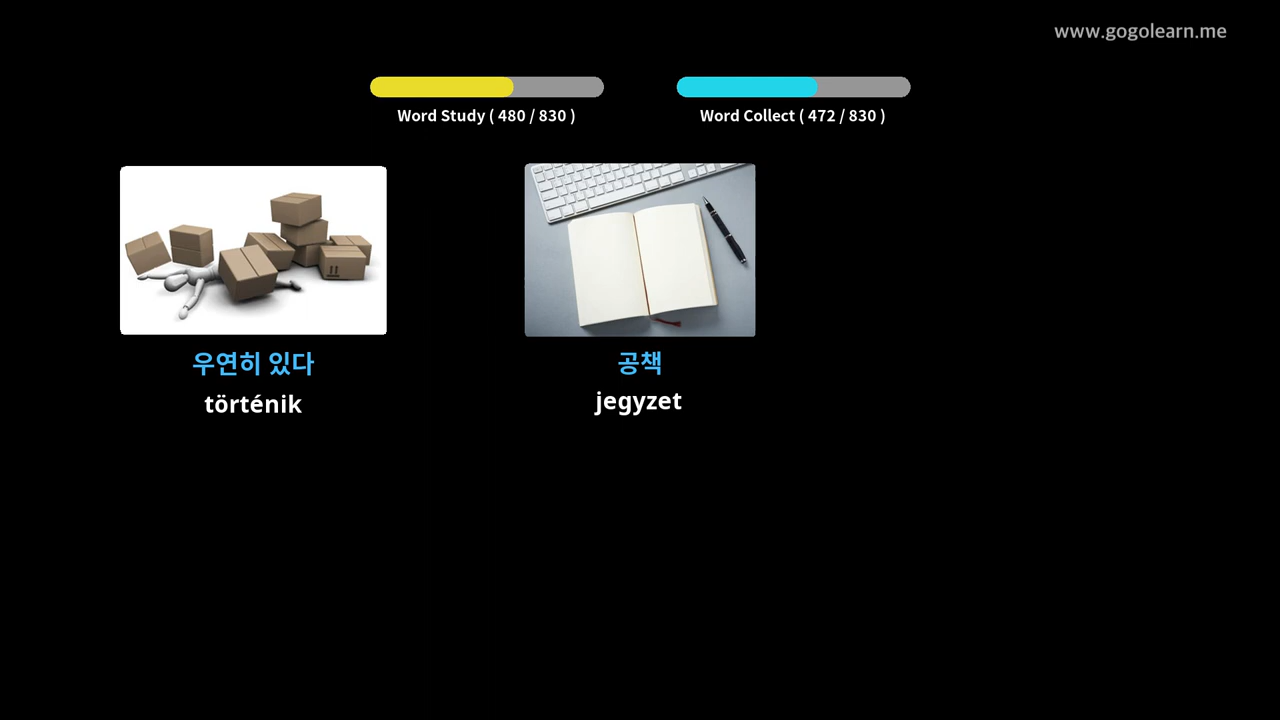 www.gogolearn.me
Word Study ( 480 / 830 )
Word Collect ( 472 / 830 )
우연히 있다
történik
공책
jegyzet